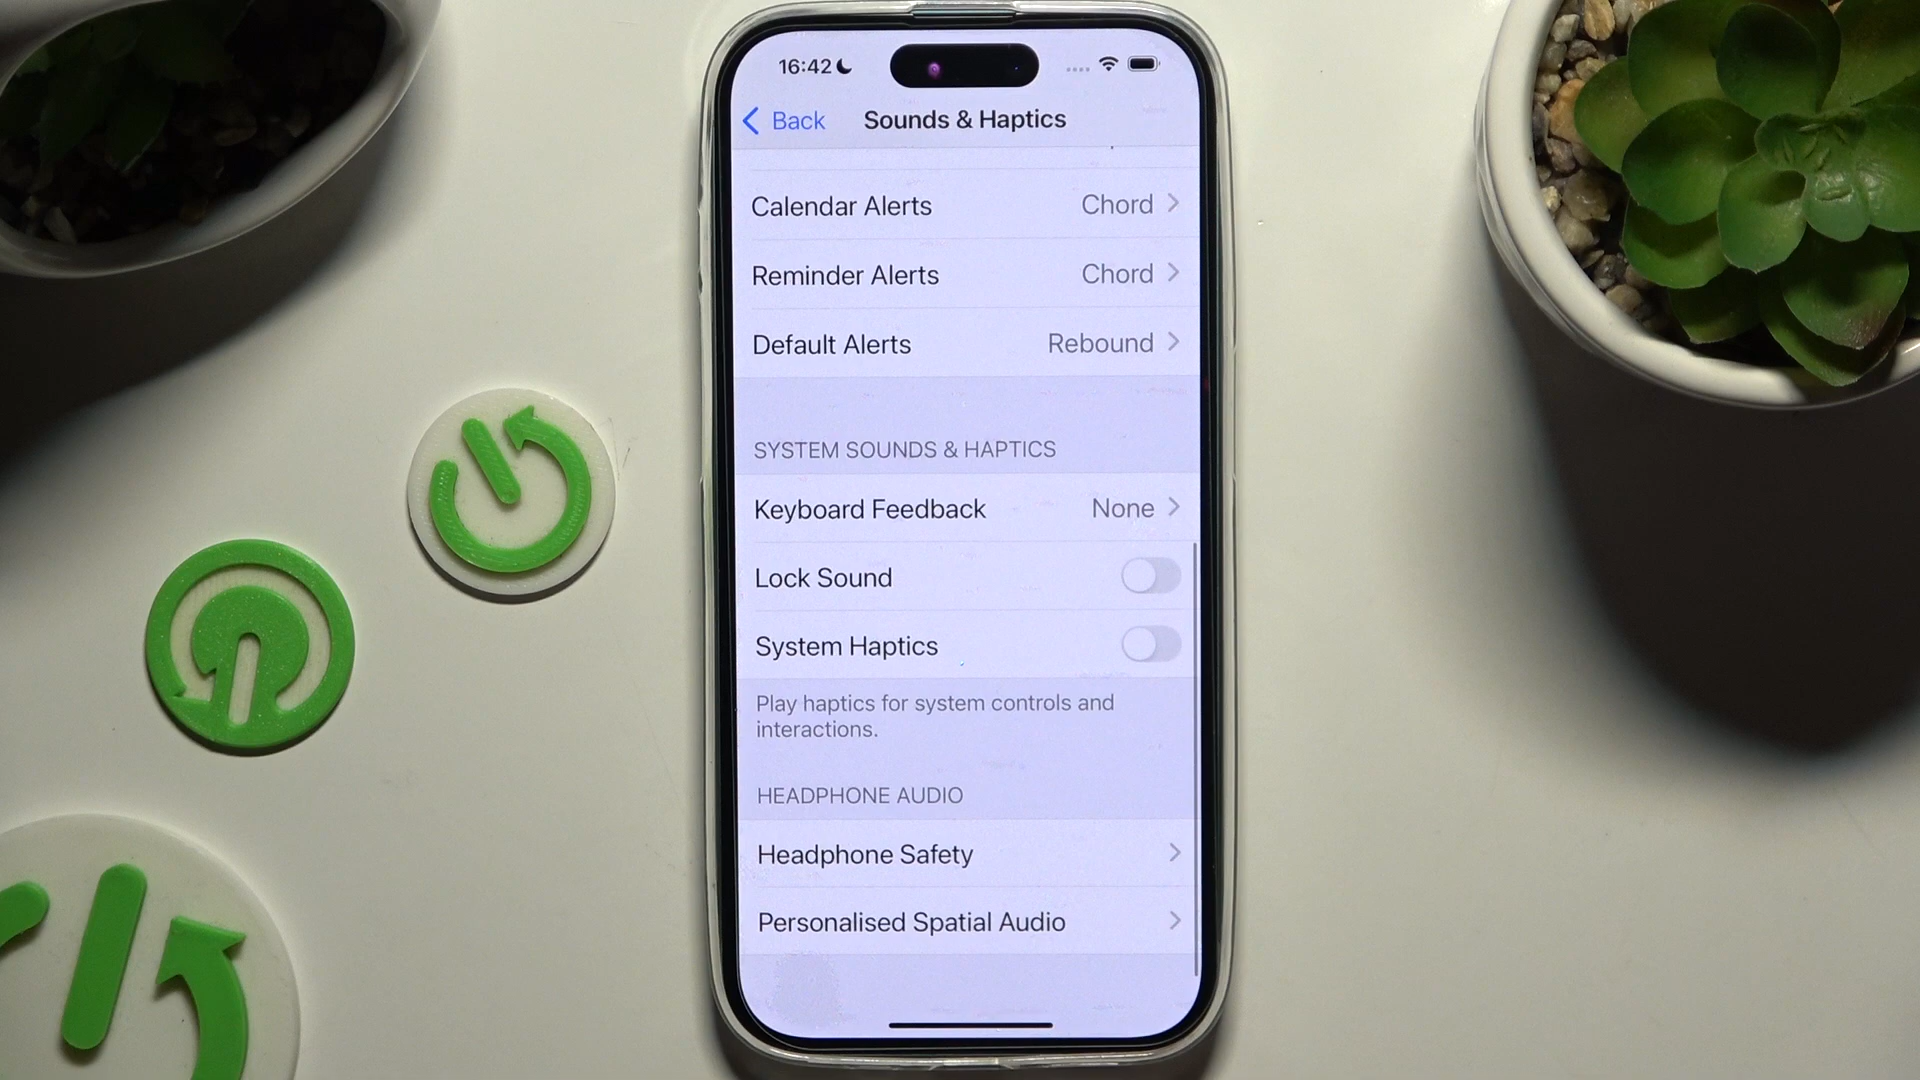 16:42
Back
Sounds & Haptics
Calendar Alerts Chord
Reminder Alerts Chord
Default Alerts Rebound
SYSTEM SOUNDS & HAPTICS
Keyboard Feedback None
Lock Sound
System Haptics
Play haptics for system controls and
interactions.
HEADPHONE AUDIO
Headphone Safety
Personalised Spatial Audio